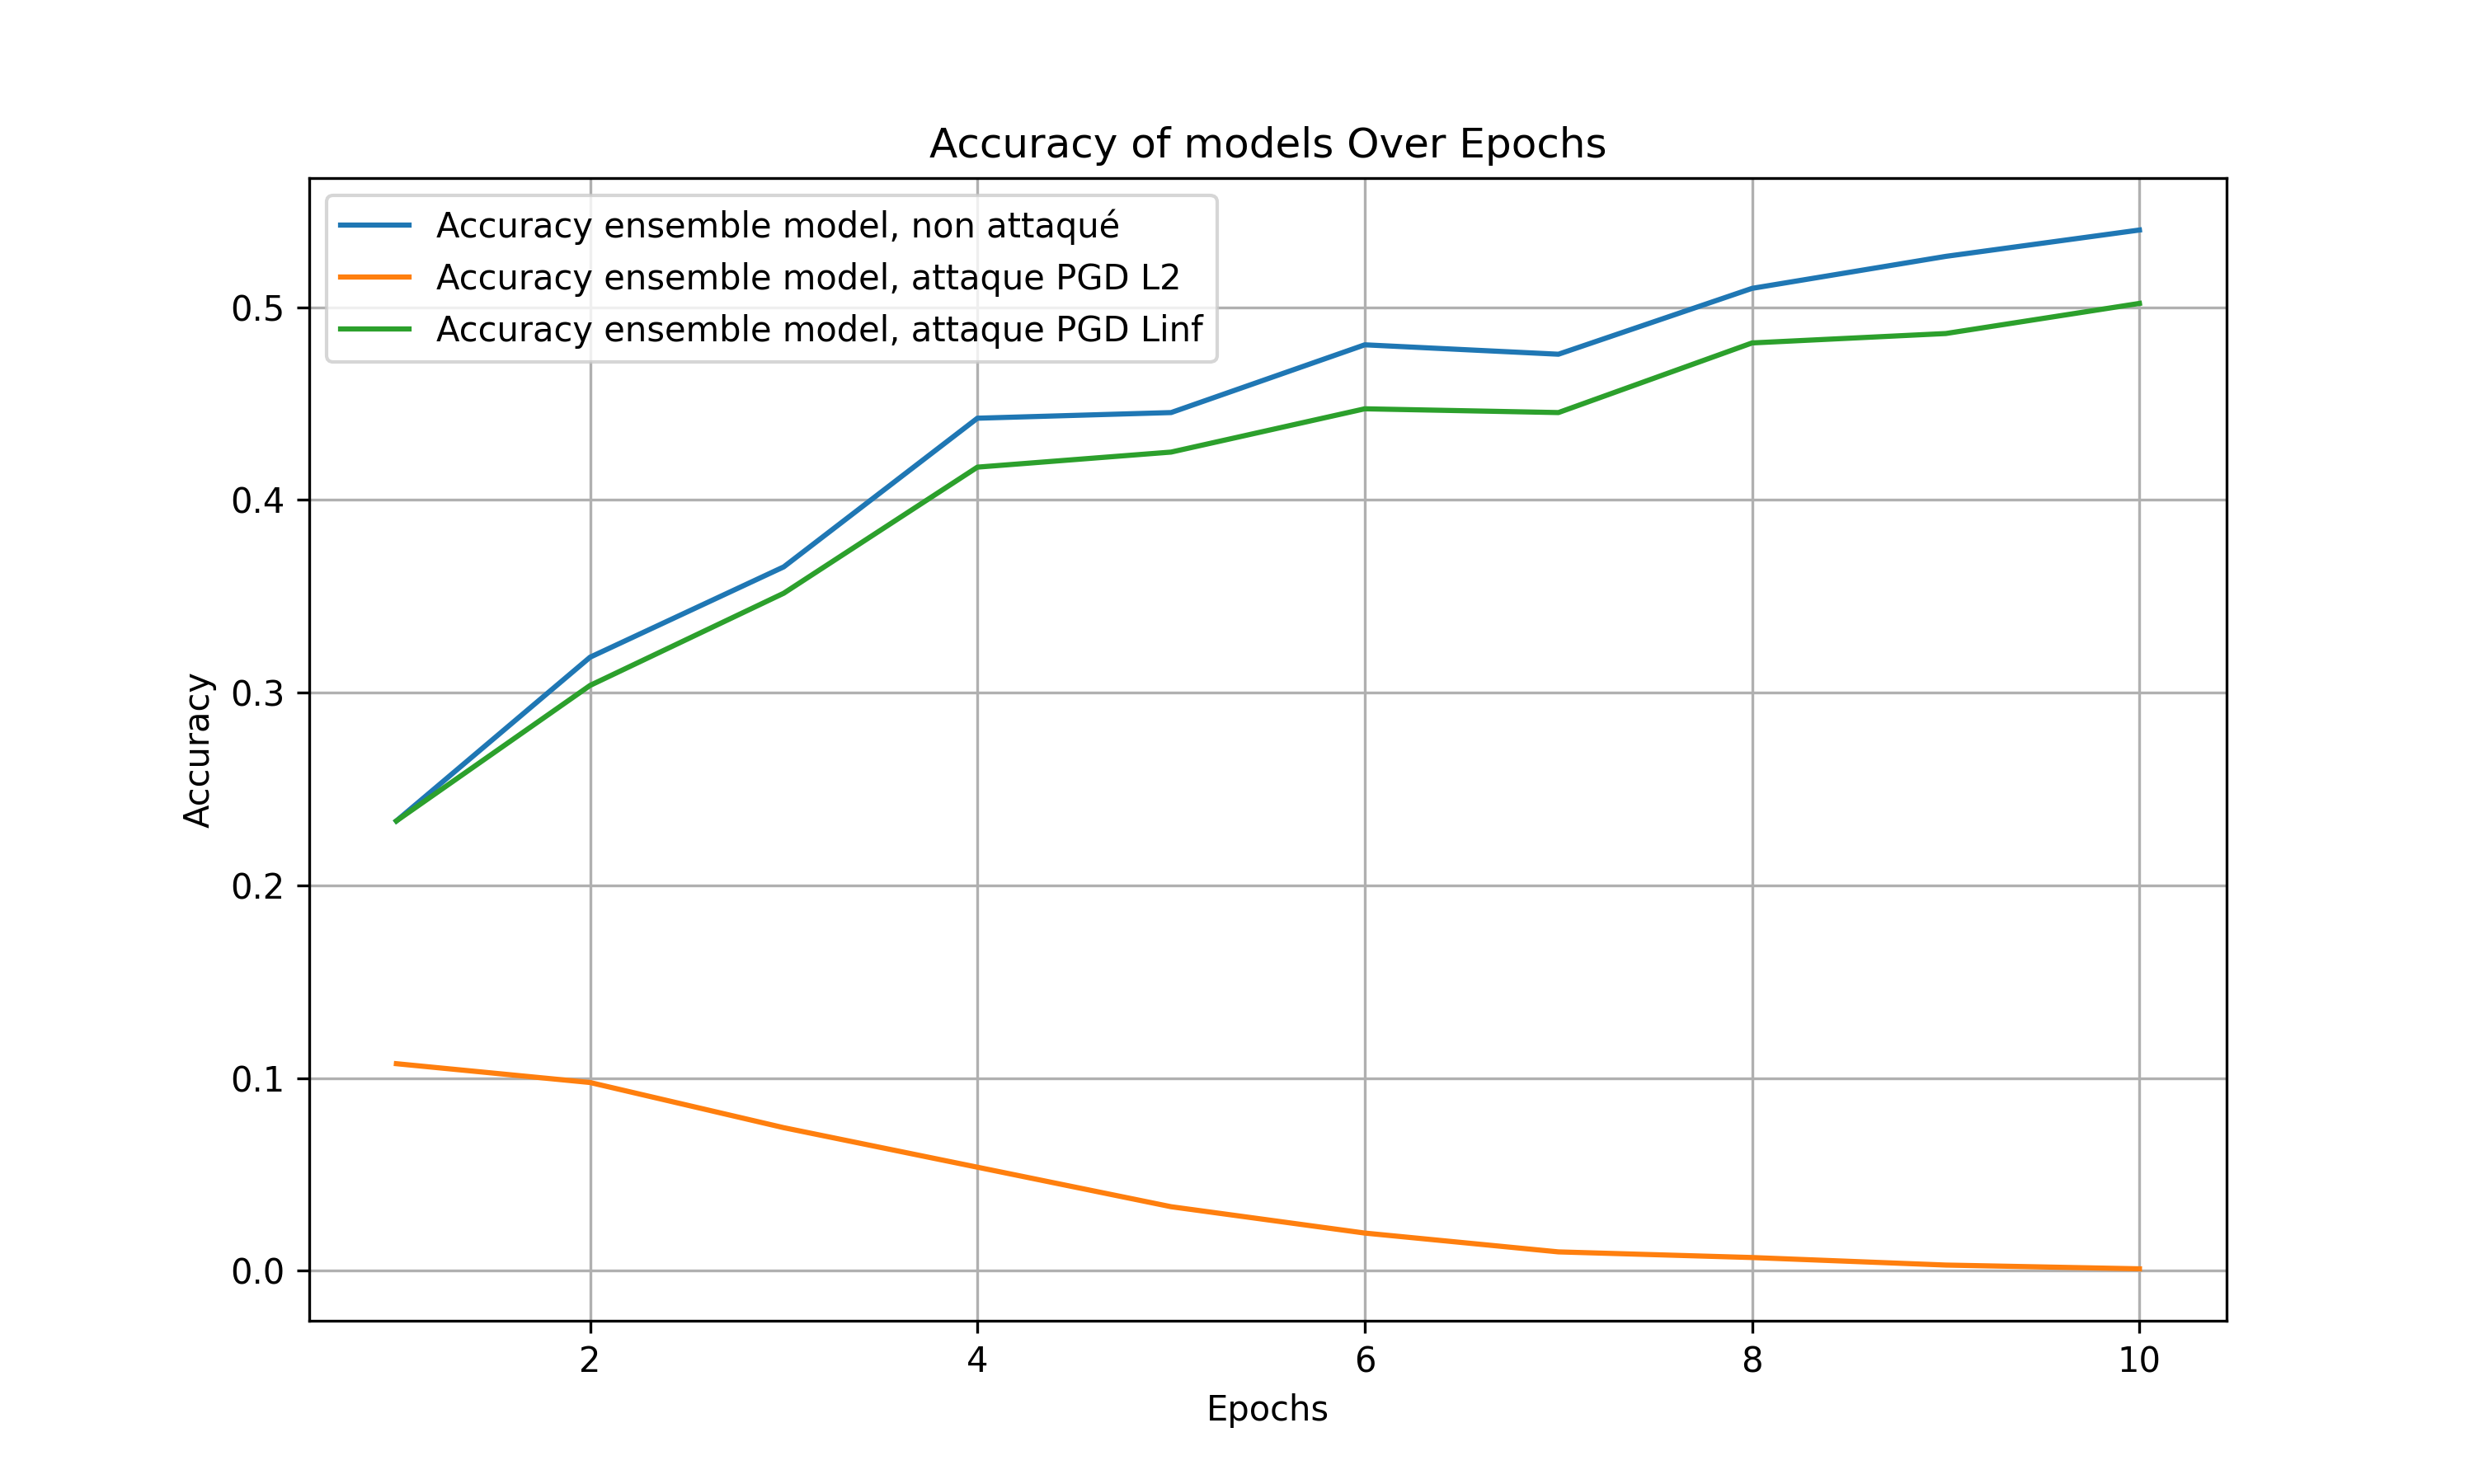 Accuracy of models Over Epochs
Accuracy ensemble model, non attaqué
Accuracy ensemble model, attaque PGD L2
Accuracy ensemble model, attaque PGD Linf
Accuracy
0.5
0.4
0.3
0.2
0.1
0.0
2 4 6 8 10
Epochs